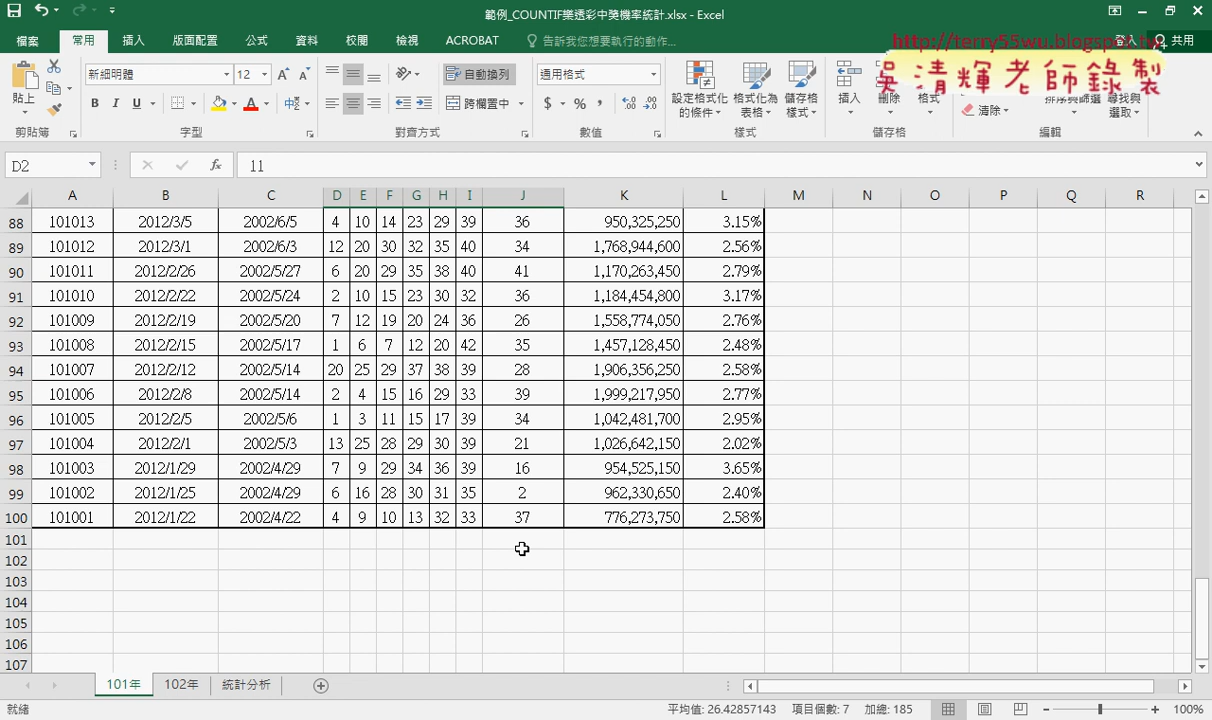 範例_COUNTIF樂透彩中獎機率統計.xlsx - Excel
檔案 常用 插入 版面配置 公式 資料 校閱 檢視 ACROBAT 告訴我您想要執行的動作... 登入 共用
http://terry55wu.blogspot.tw
吳清輝老師錄製
貼上 新細明體 12 自動換列 通用格式 設定格式化的條件 格式化為表格 儲存格樣式 插入 刪除 格式 排序與篩選 尋找與選取
B I U 跨欄置中 $ % , 清除
剪貼簿 字型 對齊方式 數值 樣式 儲存格 編輯
D2 fx 11
A B C D E F G H I J K L M N O P Q R
88 101013 2012/3/5 2002/6/5 4 10 14 23 29 39 36 950,325,250 3.15%
89 101012 2012/3/1 2002/6/3 12 20 30 32 35 40 34 1,768,944,600 2.56%
90 101011 2012/2/26 2002/5/27 6 20 29 35 38 40 41 1,170,263,450 2.79%
91 101010 2012/2/22 2002/5/24 2 10 15 23 30 32 36 1,184,454,800 3.17%
92 101009 2012/2/19 2002/5/20 7 12 19 20 24 36 26 1,558,774,050 2.76%
93 101008 2012/2/15 2002/5/17 1 6 7 12 20 42 35 1,457,128,450 2.48%
94 101007 2012/2/12 2002/5/14 20 25 29 37 38 39 28 1,906,356,250 2.58%
95 101006 2012/2/8 2002/5/14 2 4 15 16 29 33 39 1,999,217,950 2.77%
96 101005 2012/2/5 2002/5/6 1 3 11 15 17 39 34 1,042,481,700 2.95%
97 101004 2012/2/1 2002/5/3 13 25 28 29 30 39 21 1,026,642,150 2.02%
98 101003 2012/1/29 2002/4/29 7 9 29 34 36 39 16 954,525,150 3.65%
99 101002 2012/1/25 2002/4/29 6 16 28 30 31 35 2 962,330,650 2.40%
100 101001 2012/1/22 2002/4/22 4 9 10 13 32 33 37 776,273,750 2.58%
101
102
103
104
105
106
107
101年 102年 統計分析
就緒 平均值: 26.42857143 項目個數: 7 加總: 185 100%